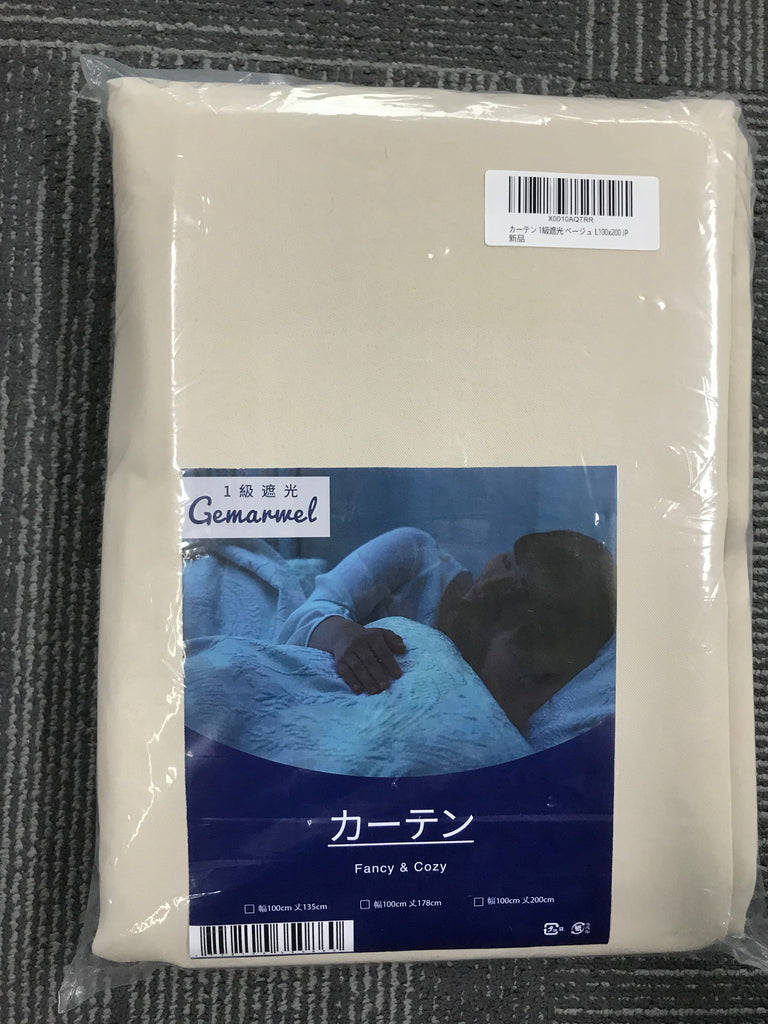 X0010AQTRR
カーテン 1級遮光 ベージュ L100x200 JP
新品
1級遮光
Gemarwel
カーテン
Fancy & Cozy
幅100cm 丈135cm
幅100cm 丈178cm
幅100cm 丈200cm